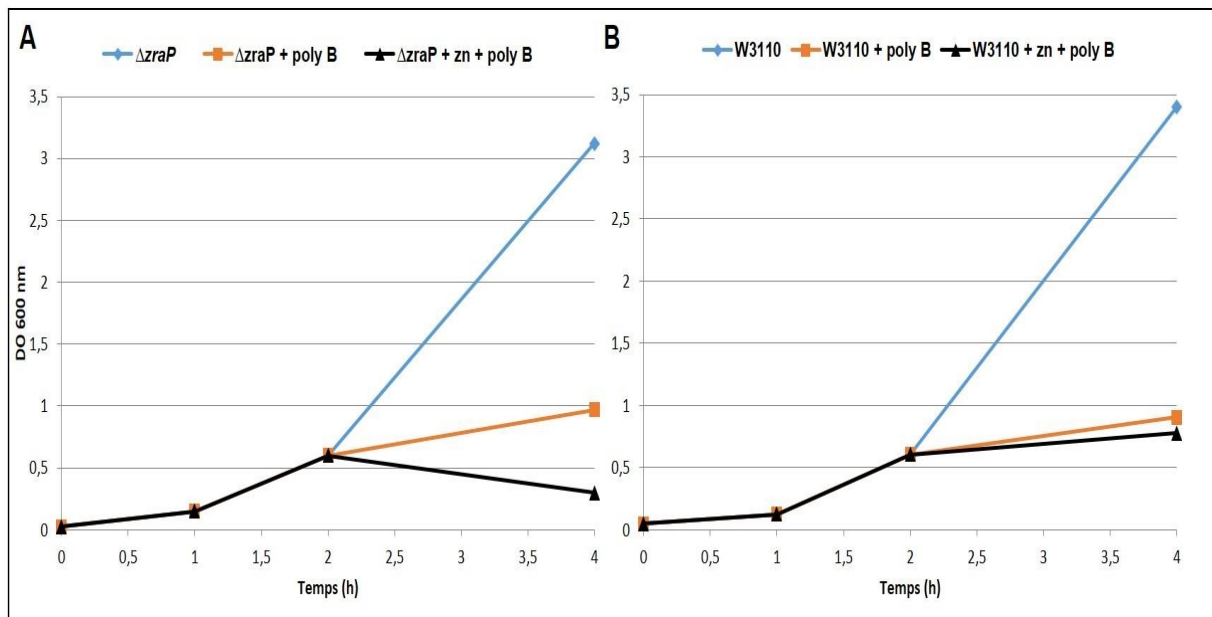 A
ΔzraP ΔzraP + poly B ΔzraP + zn + poly B
3,5
3
2,5
2
1,5
1
0,5
0
DO 600 nm
0 0,5 1 1,5 2 2,5 3 3,5 4
Temps (h)
B
W3110 W3110 + poly B W3110 + zn + poly B
3,5
3
2,5
2
1,5
1
0,5
0
0 0,5 1 1,5 2 2,5 3 3,5 4
Temps (h)